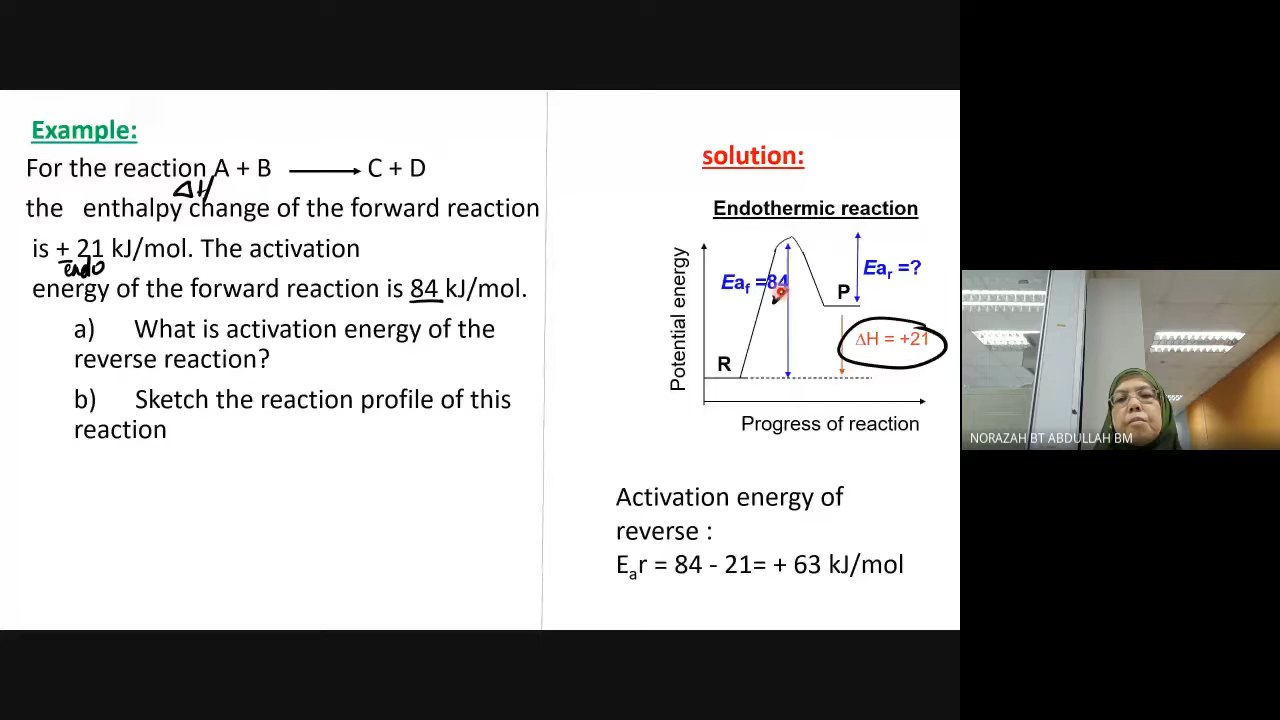 Example:
For the reaction A + B ⟶ C + D
ΔH
the enthalpy change of the forward reaction
is + 21 kJ/mol. The activation
endo
energy of the forward reaction is 84 kJ/mol.
a) What is activation energy of the
reverse reaction?
b) Sketch the reaction profile of this
reaction
solution:
Endothermic reaction
Potential energy
Eaf =84
Ear =?
P
ΔH = +21
R
Progress of reaction
Activation energy of
reverse :
Ear = 84 - 21= + 63 kJ/mol
NORAZAH BT ABDULLAH BM